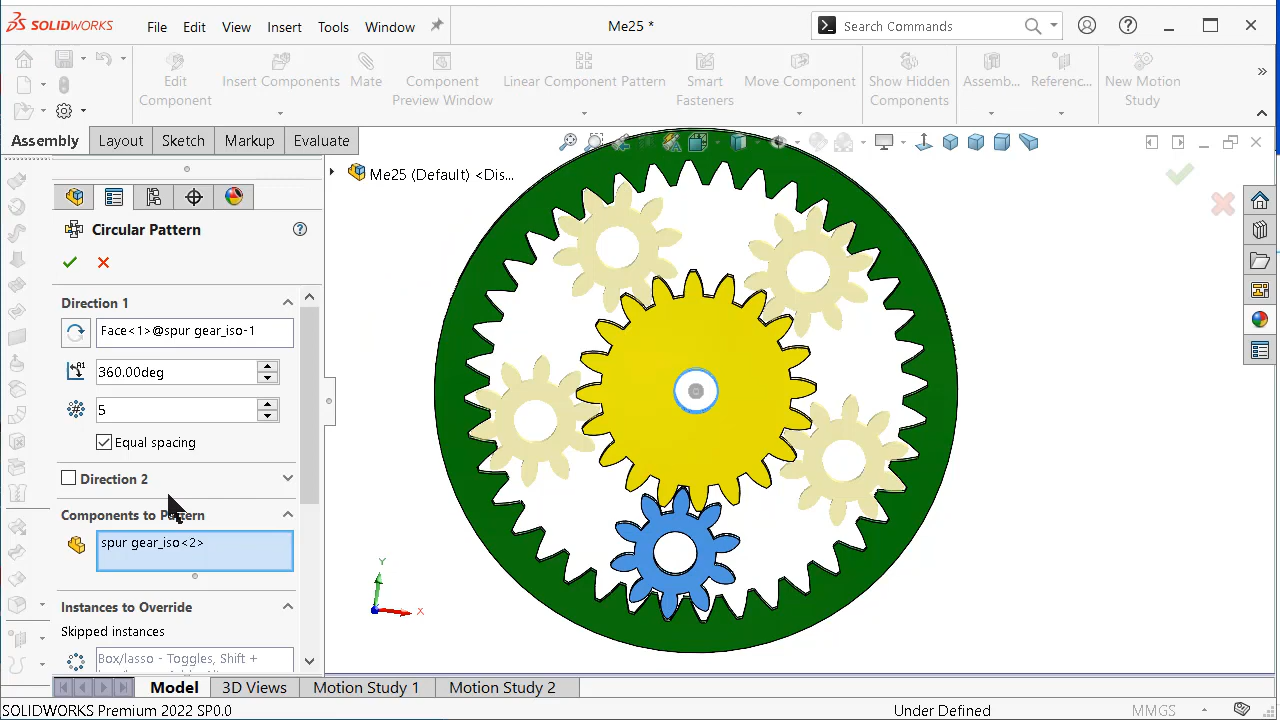 SOLIDWORKS
File Edit View Insert Tools Window
Me25 *
Search Commands
Edit Component
Insert Components
Mate
Component Preview Window
Linear Component Pattern
Smart Fasteners
Move Component
Show Hidden Components
Assemb...
Referenc...
New Motion Study
Assembly Layout Sketch Markup Evaluate
Me25 (Default) <Dis...
Circular Pattern
Direction 1
Face<1>@spur gear_iso-1
360.00deg
5
Equal spacing
Direction 2
Components to Pattern
spur gear_iso<2>
Instances to Override
Skipped instances
Box/lasso - Toggles, Shift +
Y
X
Model 3D Views Motion Study 1 Motion Study 2
SOLIDWORKS Premium 2022 SP0.0
Under Defined
MMGS